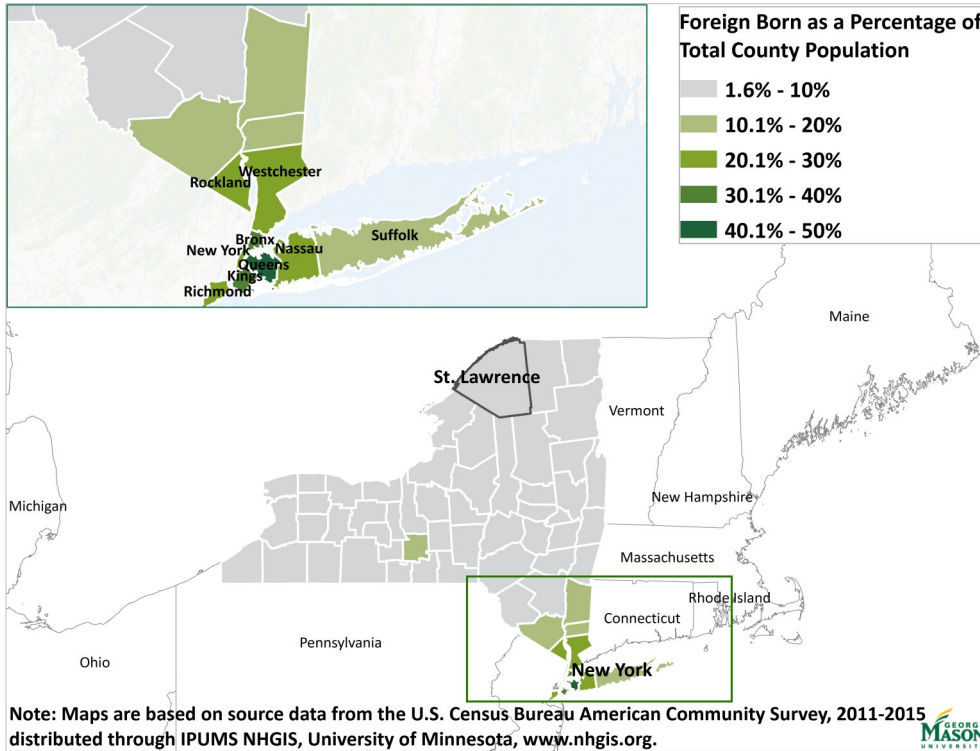 Foreign Born as a Percentage of
Total County Population
1.6% - 10%
10.1% - 20%
20.1% - 30%
30.1% - 40%
40.1% - 50%
Westchester
Rockland
Bronx
New York
Nassau
Suffolk
Queens
Kings
Richmond
Maine
St. Lawrence
Vermont
Michigan
New Hampshire
Massachusetts
Rhode Island
Connecticut
Pennsylvania
Ohio
New York
Note: Maps are based on source data from the U.S. Census Bureau American Community Survey, 2011-2015
distributed through IPUMS NHGIS, University of Minnesota, www.nhgis.org.
GEORG
MASON
UNIVERSIT